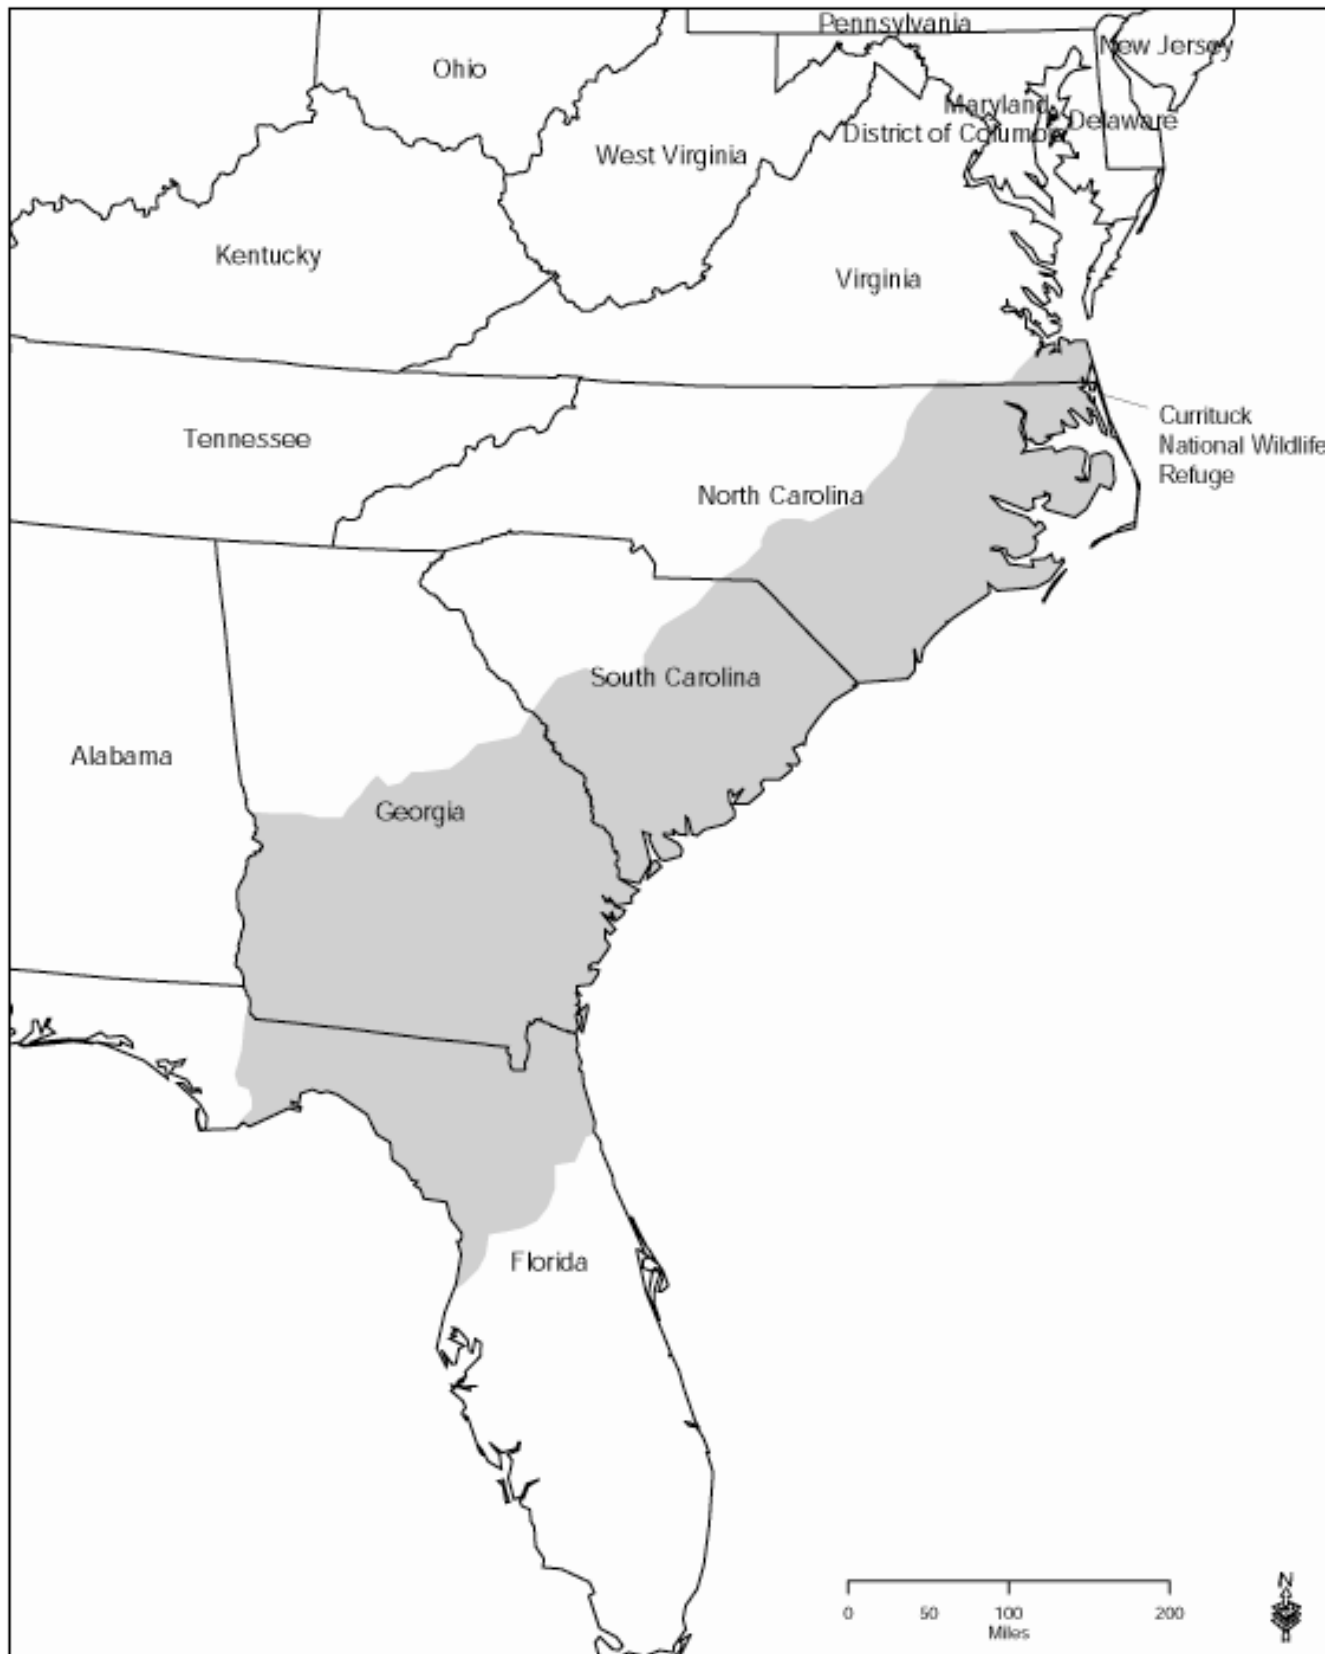 Pennsylvania
New Jersey
Ohio
Maryland
Delaware
District of Columbia
West Virginia
Kentucky
Virginia
Currituck
National Wildlife
Refuge
Tennessee
North Carolina
South Carolina
Alabama
Georgia
Florida
N
0 50 100 200
Miles